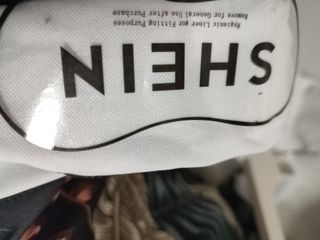 SHEIN
Hygienic Liner for Fitting Purposes
Remove for General Use after Purchase